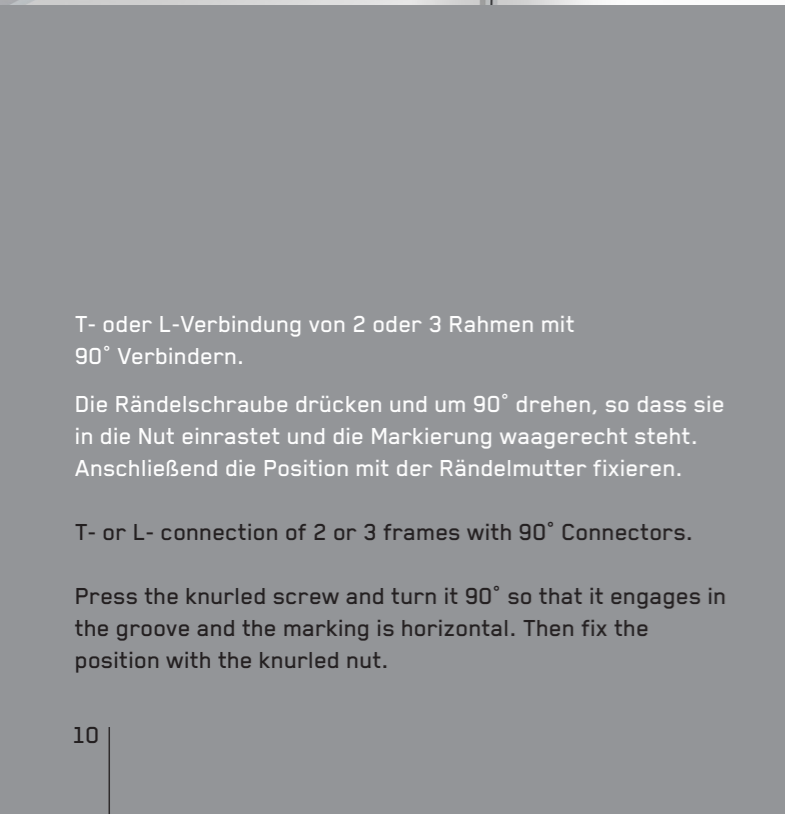 T- oder L-Verbindung von 2 oder 3 Rahmen mit
90° Verbindern.
Die Rändelschraube drücken und um 90° drehen, so dass sie
in die Nut einrastet und die Markierung waagerecht steht.
Anschließend die Position mit der Rändelmutter fixieren.
T- or L- connection of 2 or 3 frames with 90° Connectors.
Press the knurled screw and turn it 90° so that it engages in
the groove and the marking is horizontal. Then fix the
position with the knurled nut.
10